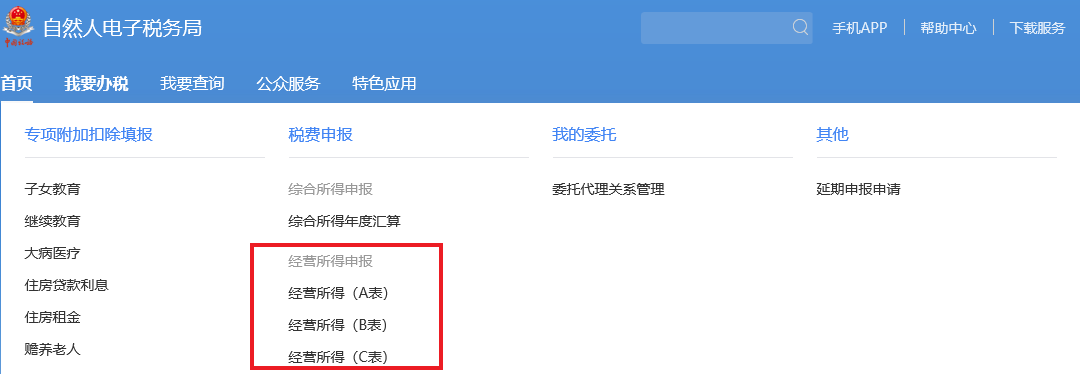 自然人电子税务局
手机APP
帮助中心
下载服务
首页 我要办税 我要查询 公众服务 特色应用
专项附加扣除填报
子女教育
继续教育
大病医疗
住房贷款利息
住房租金
赡养老人
税费申报
综合所得申报
综合所得年度汇算
经营所得申报
经营所得（A表）
经营所得（B表）
经营所得（C表）
我的委托
委托代理关系管理
其他
延期申报申请